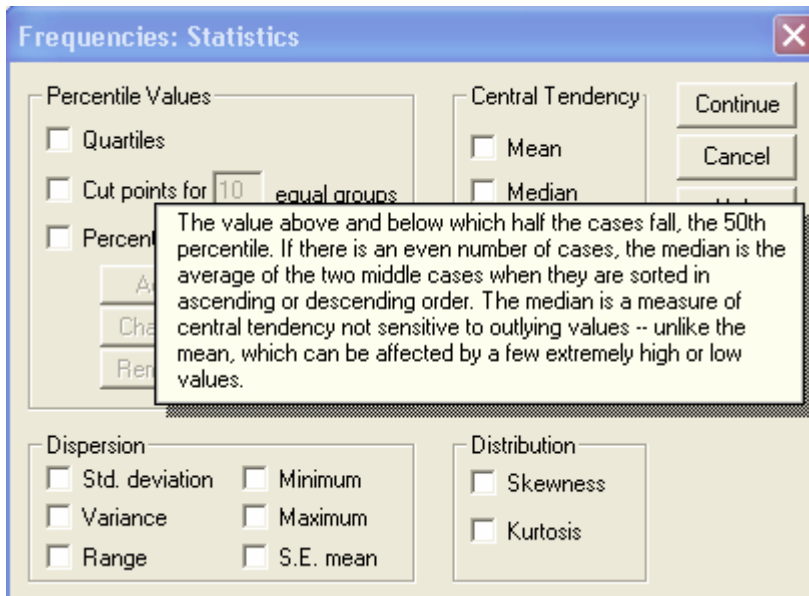 Frequencies: Statistics
Percentile Values
Quartiles
Cut points for 10 equal groups
Central Tendency
Mean
Median
Continue
Cancel
The value above and below which half the cases fall, the 50th
percentile. If there is an even number of cases, the median is the
average of the two middle cases when they are sorted in
ascending or descending order. The median is a measure of
central tendency not sensitive to outlying values -- unlike the
mean, which can be affected by a few extremely high or low
values.
Dispersion
Std. deviation
Minimum
Variance
Maximum
Range
S.E. mean
Distribution
Skewness
Kurtosis